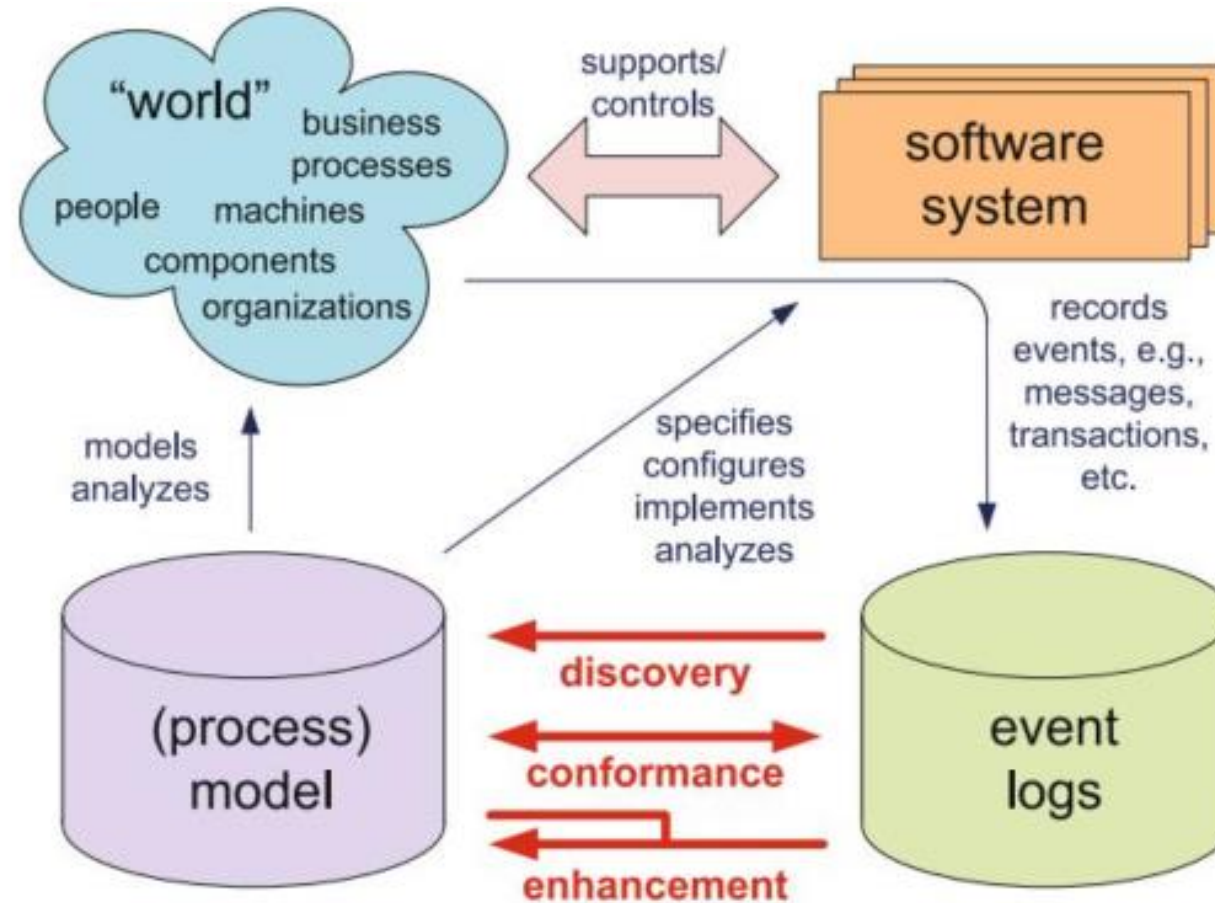 “world”
business
processes
people
machines
components
organizations
supports/
controls
software
system
records
events, e.g.,
messages,
transactions,
etc.
models
analyzes
specifies
configures
implements
analyzes
(process)
model
discovery
conformance
enhancement
event
logs